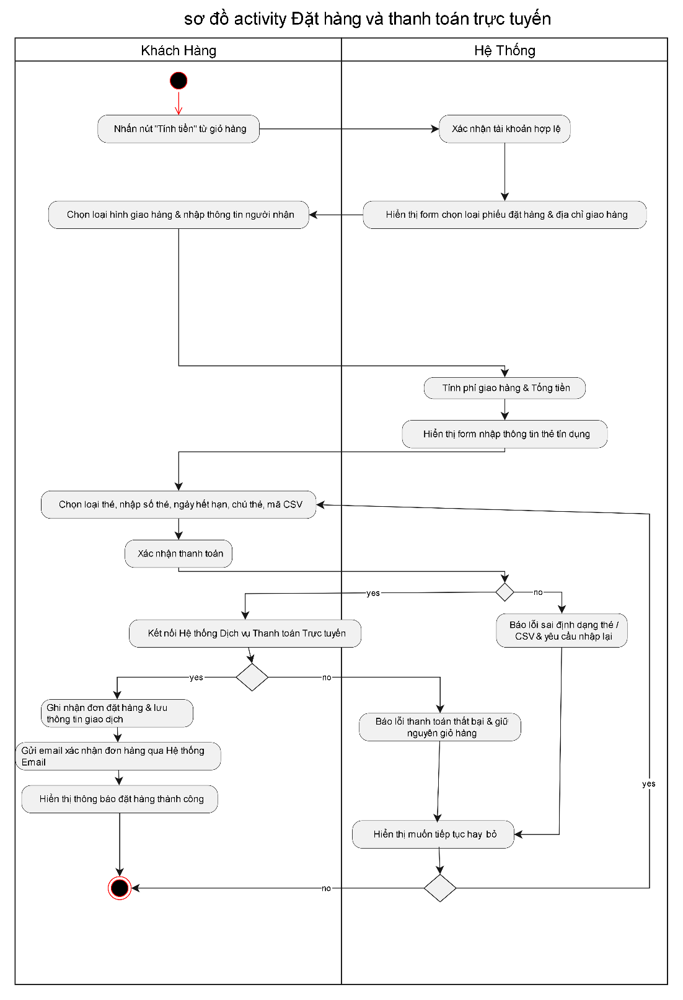 sơ đồ activity Đặt hàng và thanh toán trực tuyến
Khách Hàng
Hệ Thống
Nhấn nút "Tính tiền" từ giỏ hàng
Xác nhận tài khoản hợp lệ
Chọn loại hình giao hàng & nhập thông tin người nhận
Hiển thị form chọn loại phiếu đặt hàng & địa chỉ giao hàng
Tính phí giao hàng & Tổng tiền
Hiển thị form nhập thông tin thẻ tín dụng
Chọn loại thẻ, nhập số thẻ, ngày hết hạn, chủ thẻ, mã CSV
Xác nhận thanh toán
yes
no
Kết nối Hệ thống Dịch vụ Thanh toán Trực tuyến
Báo lỗi sai định dạng thẻ /
CSV & yêu cầu nhập lại
yes
no
Ghi nhận đơn đặt hàng & lưu
thông tin giao dịch
Báo lỗi thanh toán thất bại & giữ
nguyên giỏ hàng
Gửi email xác nhận đơn hàng qua Hệ thống
Email
yes
Hiển thị thông báo đặt hàng thành công
Hiển thị muốn tiếp tục hay bỏ
no